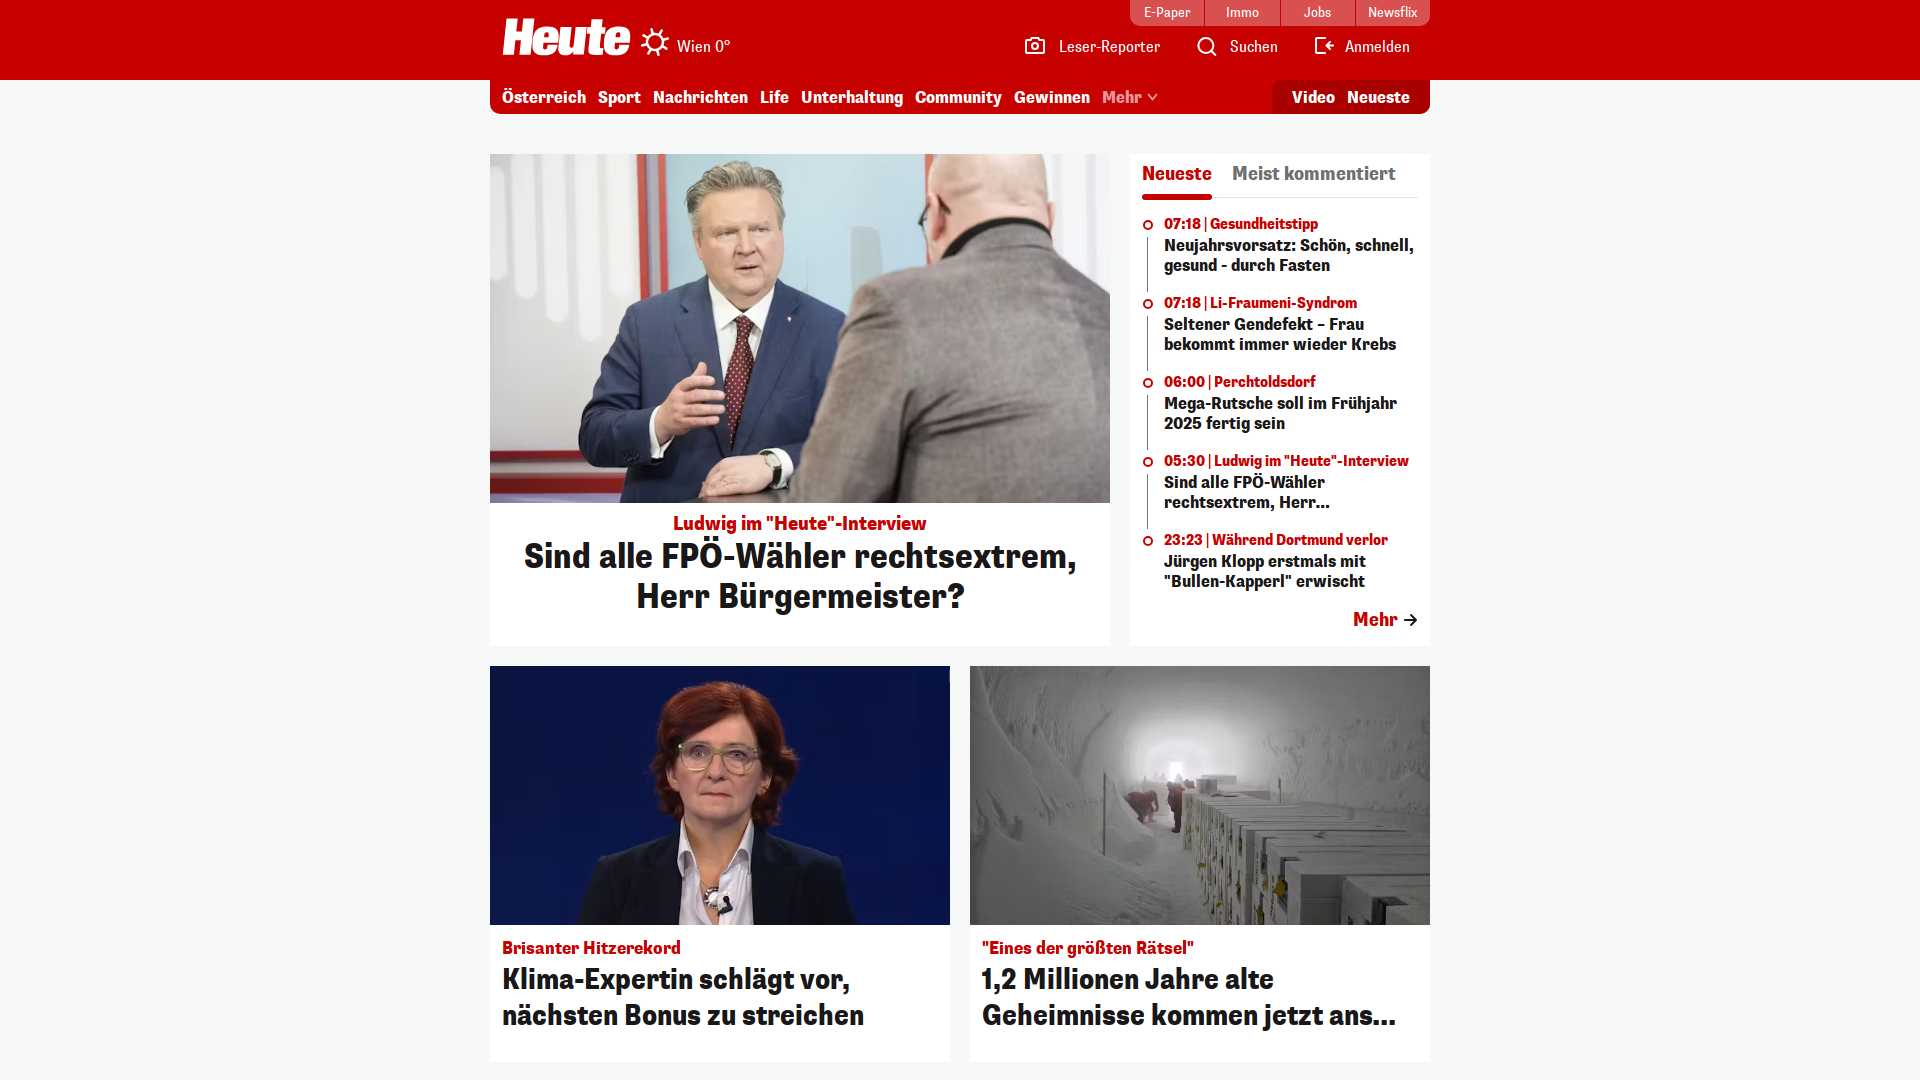 E-Paper
Immo
Jobs
Newsflix
Heute
Wien 0°
Leser-Reporter
Suchen
Anmelden
Österreich Sport Nachrichten Life Unterhaltung Community Gewinnen Mehr
Video Neueste
Ludwig im "Heute"-Interview
Sind alle FPÖ-Wähler rechtsextrem,
Herr Bürgermeister?
Neueste
Meist kommentiert
07:18 | Gesundheitstipp
Neujahrsvorsatz: Schön, schnell,
gesund - durch Fasten
07:18 | Li-Fraumeni-Syndrom
Seltener Gendefekt – Frau
bekommt immer wieder Krebs
06:00 | Perchtoldsdorf
Mega-Rutsche soll im Frühjahr
2025 fertig sein
05:30 | Ludwig im "Heute"-Interview
Sind alle FPÖ-Wähler
rechtsextrem, Herr...
23:23 | Während Dortmund verlor
Jürgen Klopp erstmals mit
"Bullen-Kapperl" erwischt
Mehr
Brisanter Hitzerekord
Klima-Expertin schlägt vor,
nächsten Bonus zu streichen
"Eines der größten Rätsel"
1,2 Millionen Jahre alte
Geheimnisse kommen jetzt ans...